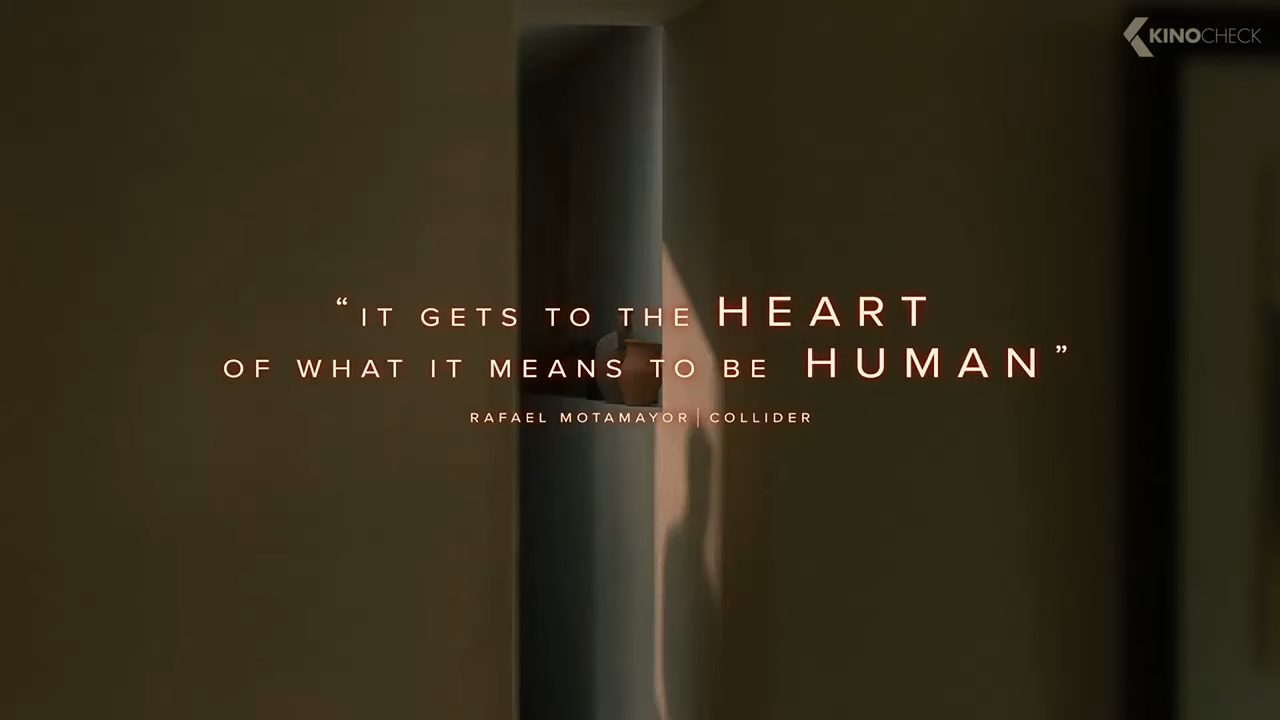 KINOCHECK
“IT GETS TO THE HEART
OF WHAT IT MEANS TO BE HUMAN”
RAFAEL MOTAMAYOR | COLLIDER